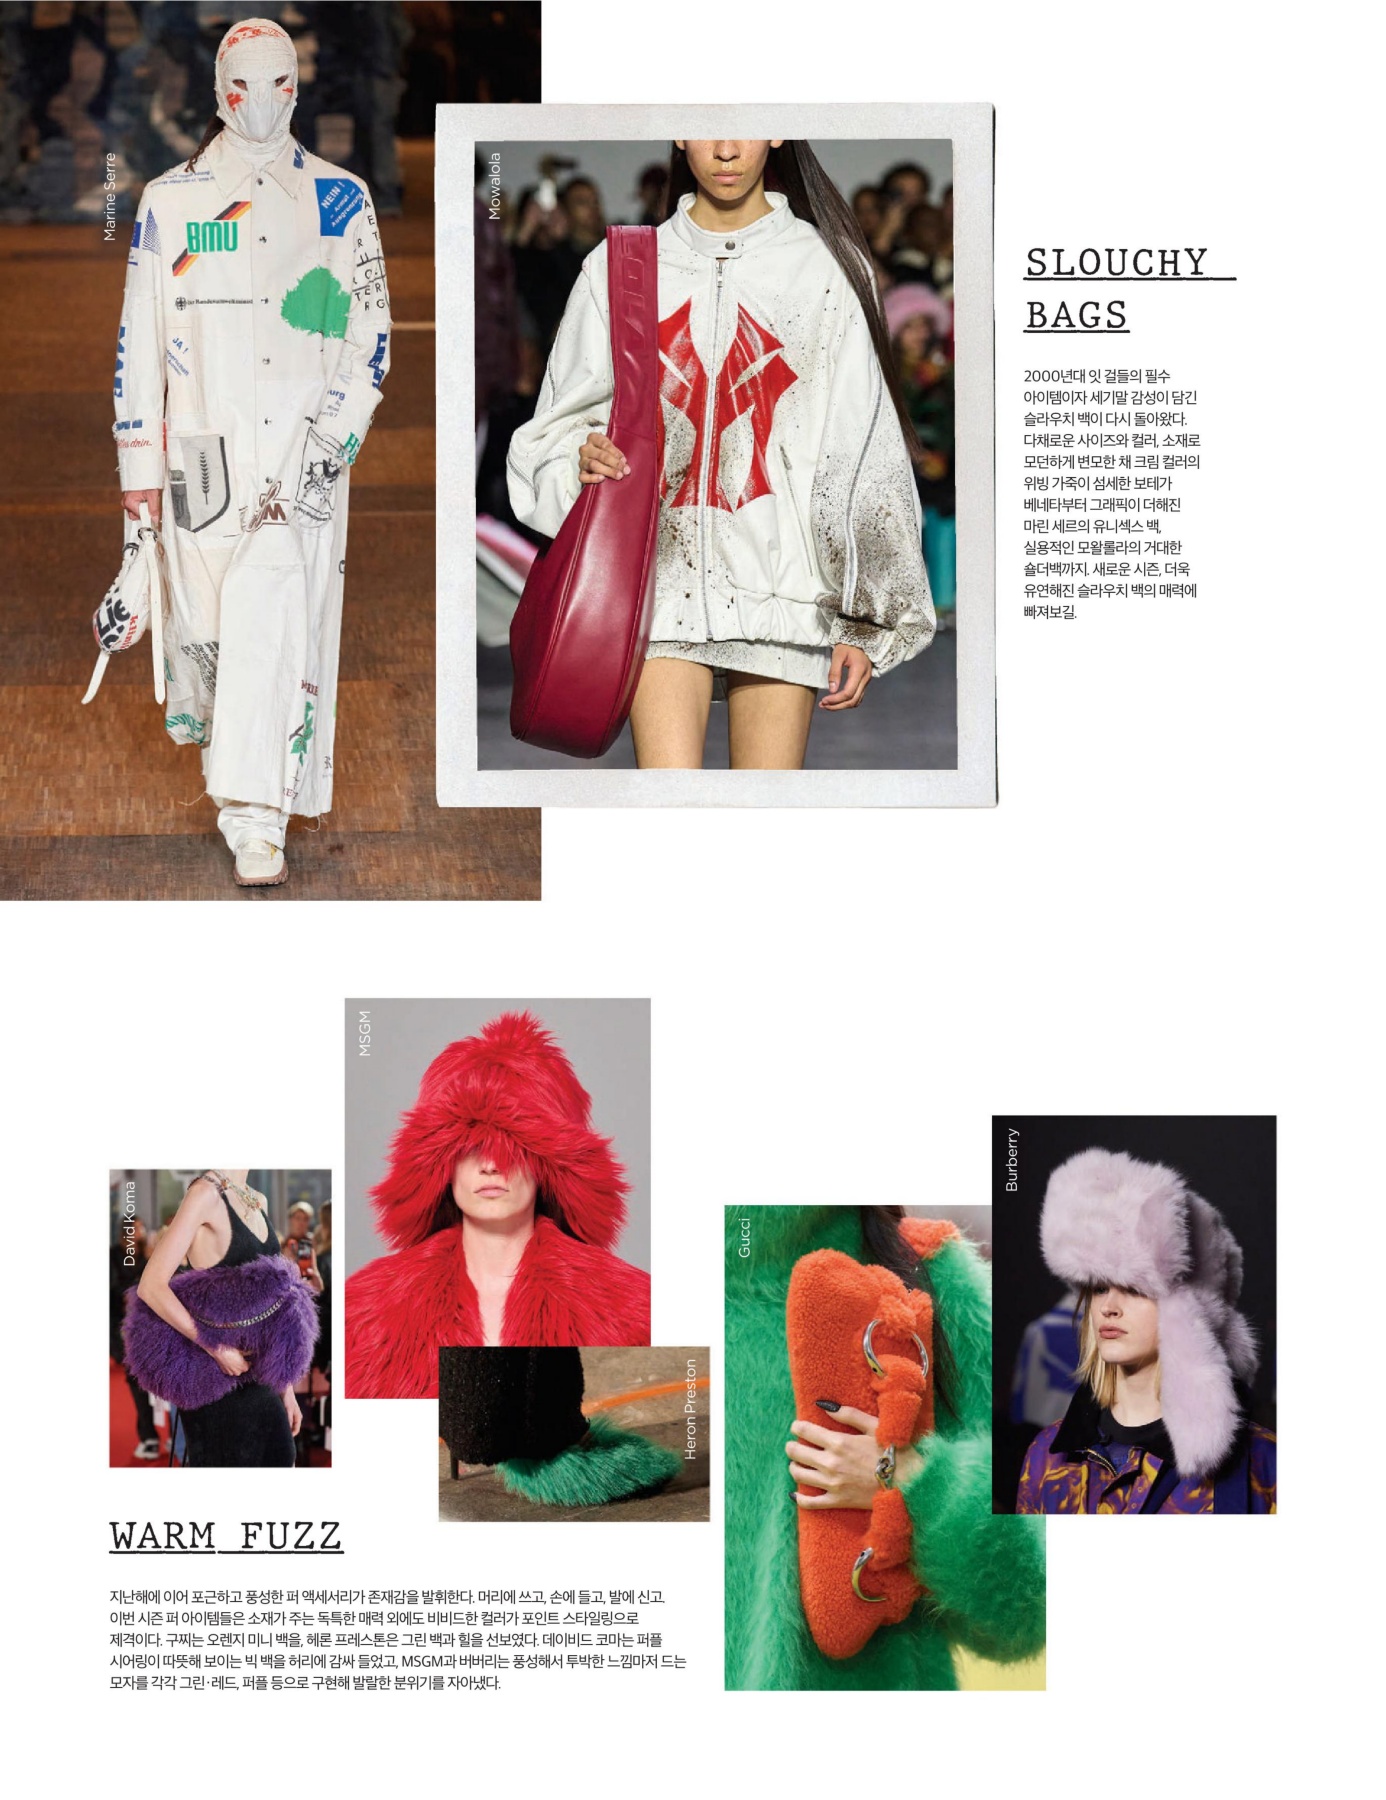 Marine Serre
BMU
NEIN !
JA !
Mowalola
SLOUCHY
BAGS
2000년대 잇 걸들의 필수
아이템이자 세기말 감성이 담긴
슬라우치 백이 다시 돌아왔다.
다채로운 사이즈와 컬러, 소재로
모던하게 변모한 채 크림 컬러의
위빙 가죽이 섬세한 보테가
베네타부터 그래픽이 더해진
마린 세르의 유니섹스 백,
실용적인 모왈롤라의 거대한
숄더백까지. 새로운 시즌, 더욱
유연해진 슬라우치 백의 매력에
빠져보길.
MSGM
David Koma
Heron Preston
Gucci
Burberry
WARM FUZZ
지난해에 이어 포근하고 풍성한 퍼 액세서리가 존재감을 발휘한다. 머리에 쓰고, 손에 들고, 발에 신고.
이번 시즌 퍼 아이템들은 소재가 주는 독특한 매력 외에도 비비드한 컬러가 포인트 스타일링으로
제격이다. 구찌는 오렌지 미니 백을, 헤론 프레스톤은 그린 백과 힐을 선보였다. 데이비드 코마는 퍼플
시어링이 따뜻해 보이는 빅 백을 허리에 감싸 들었고, MSGM과 버버리는 풍성해서 투박한 느낌마저 드는
모자를 각각 그린·레드, 퍼플 등으로 구현해 발랄한 분위기를 자아냈다.